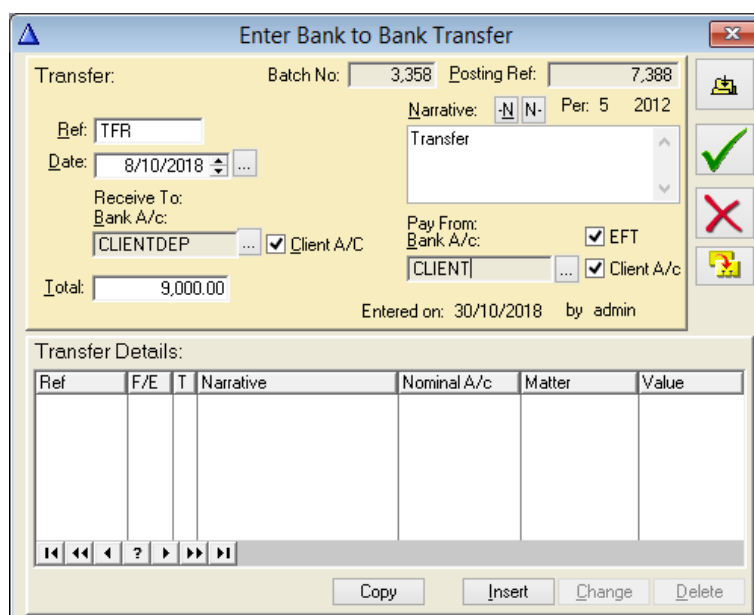 Enter Bank to Bank Transfer
Transfer: Batch No: 3,358 Posting Ref: 7,388
Narrative: -N N- Per: 5 2012
Ref: TFR
Transfer
Date: 8/10/2018 ...
Receive To:
Bank A/c:
CLIENTDEP ... Client A/C
Pay From:
Bank A/c: EFT
CLIENT ... Client A/c
Total: 9,000.00
Entered on: 30/10/2018 by admin
Transfer Details:
Ref F/E T Narrative Nominal A/c Matter Value
?
Copy Insert Change Delete